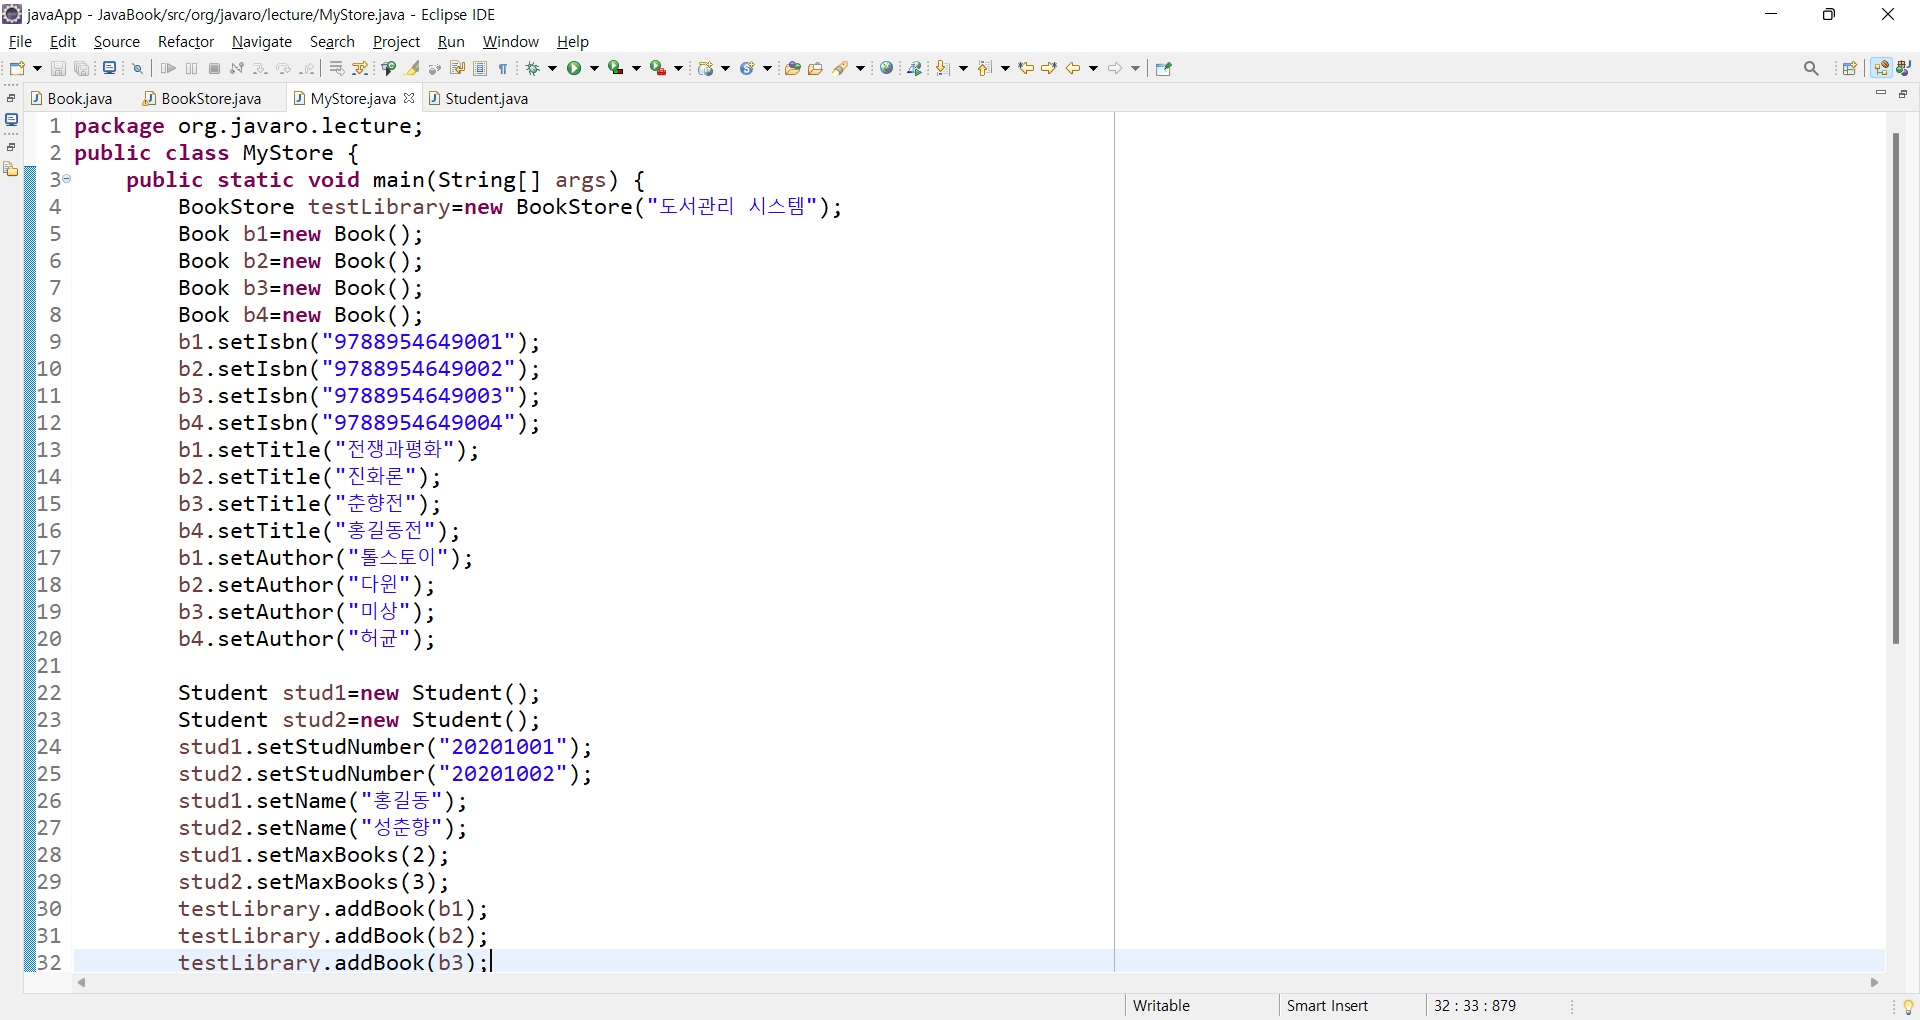 javaApp - JavaBook/src/org/javaro/lecture/MyStore.java - Eclipse IDE
File Edit Source Refactor Navigate Search Project Run Window Help
Book.java BookStore.java MyStore.java Student.java
1 package org.javaro.lecture;
2 public class MyStore {
3 public static void main(String[] args) {
4 BookStore testLibrary=new BookStore("도서관리 시스템");
5 Book b1=new Book();
6 Book b2=new Book();
7 Book b3=new Book();
8 Book b4=new Book();
9 b1.setIsbn("9788954649001");
10 b2.setIsbn("9788954649002");
11 b3.setIsbn("9788954649003");
12 b4.setIsbn("9788954649004");
13 b1.setTitle("전쟁과평화");
14 b2.setTitle("진화론");
15 b3.setTitle("춘향전");
16 b4.setTitle("홍길동전");
17 b1.setAuthor("톨스토이");
18 b2.setAuthor("다윈");
19 b3.setAuthor("미상");
20 b4.setAuthor("허균");
21
22 Student stud1=new Student();
23 Student stud2=new Student();
24 stud1.setStudNumber("20201001");
25 stud2.setStudNumber("20201002");
26 stud1.setName("홍길동");
27 stud2.setName("성춘향");
28 stud1.setMaxBooks(2);
29 stud2.setMaxBooks(3);
30 testLibrary.addBook(b1);
31 testLibrary.addBook(b2);
32 testLibrary.addBook(b3);
Writable Smart Insert 32 : 33 : 879